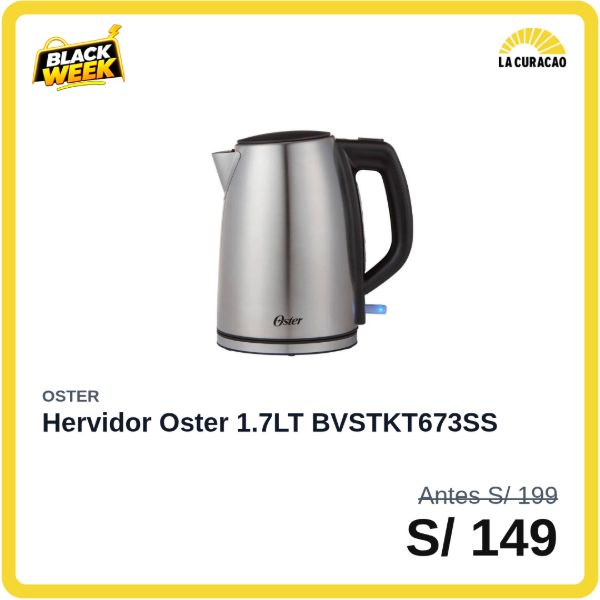 BLACK
WEEK
LA CURACAO
Oster
OSTER
Hervidor Oster 1.7LT BVSTKT673SS
Antes S/ 199
S/ 149